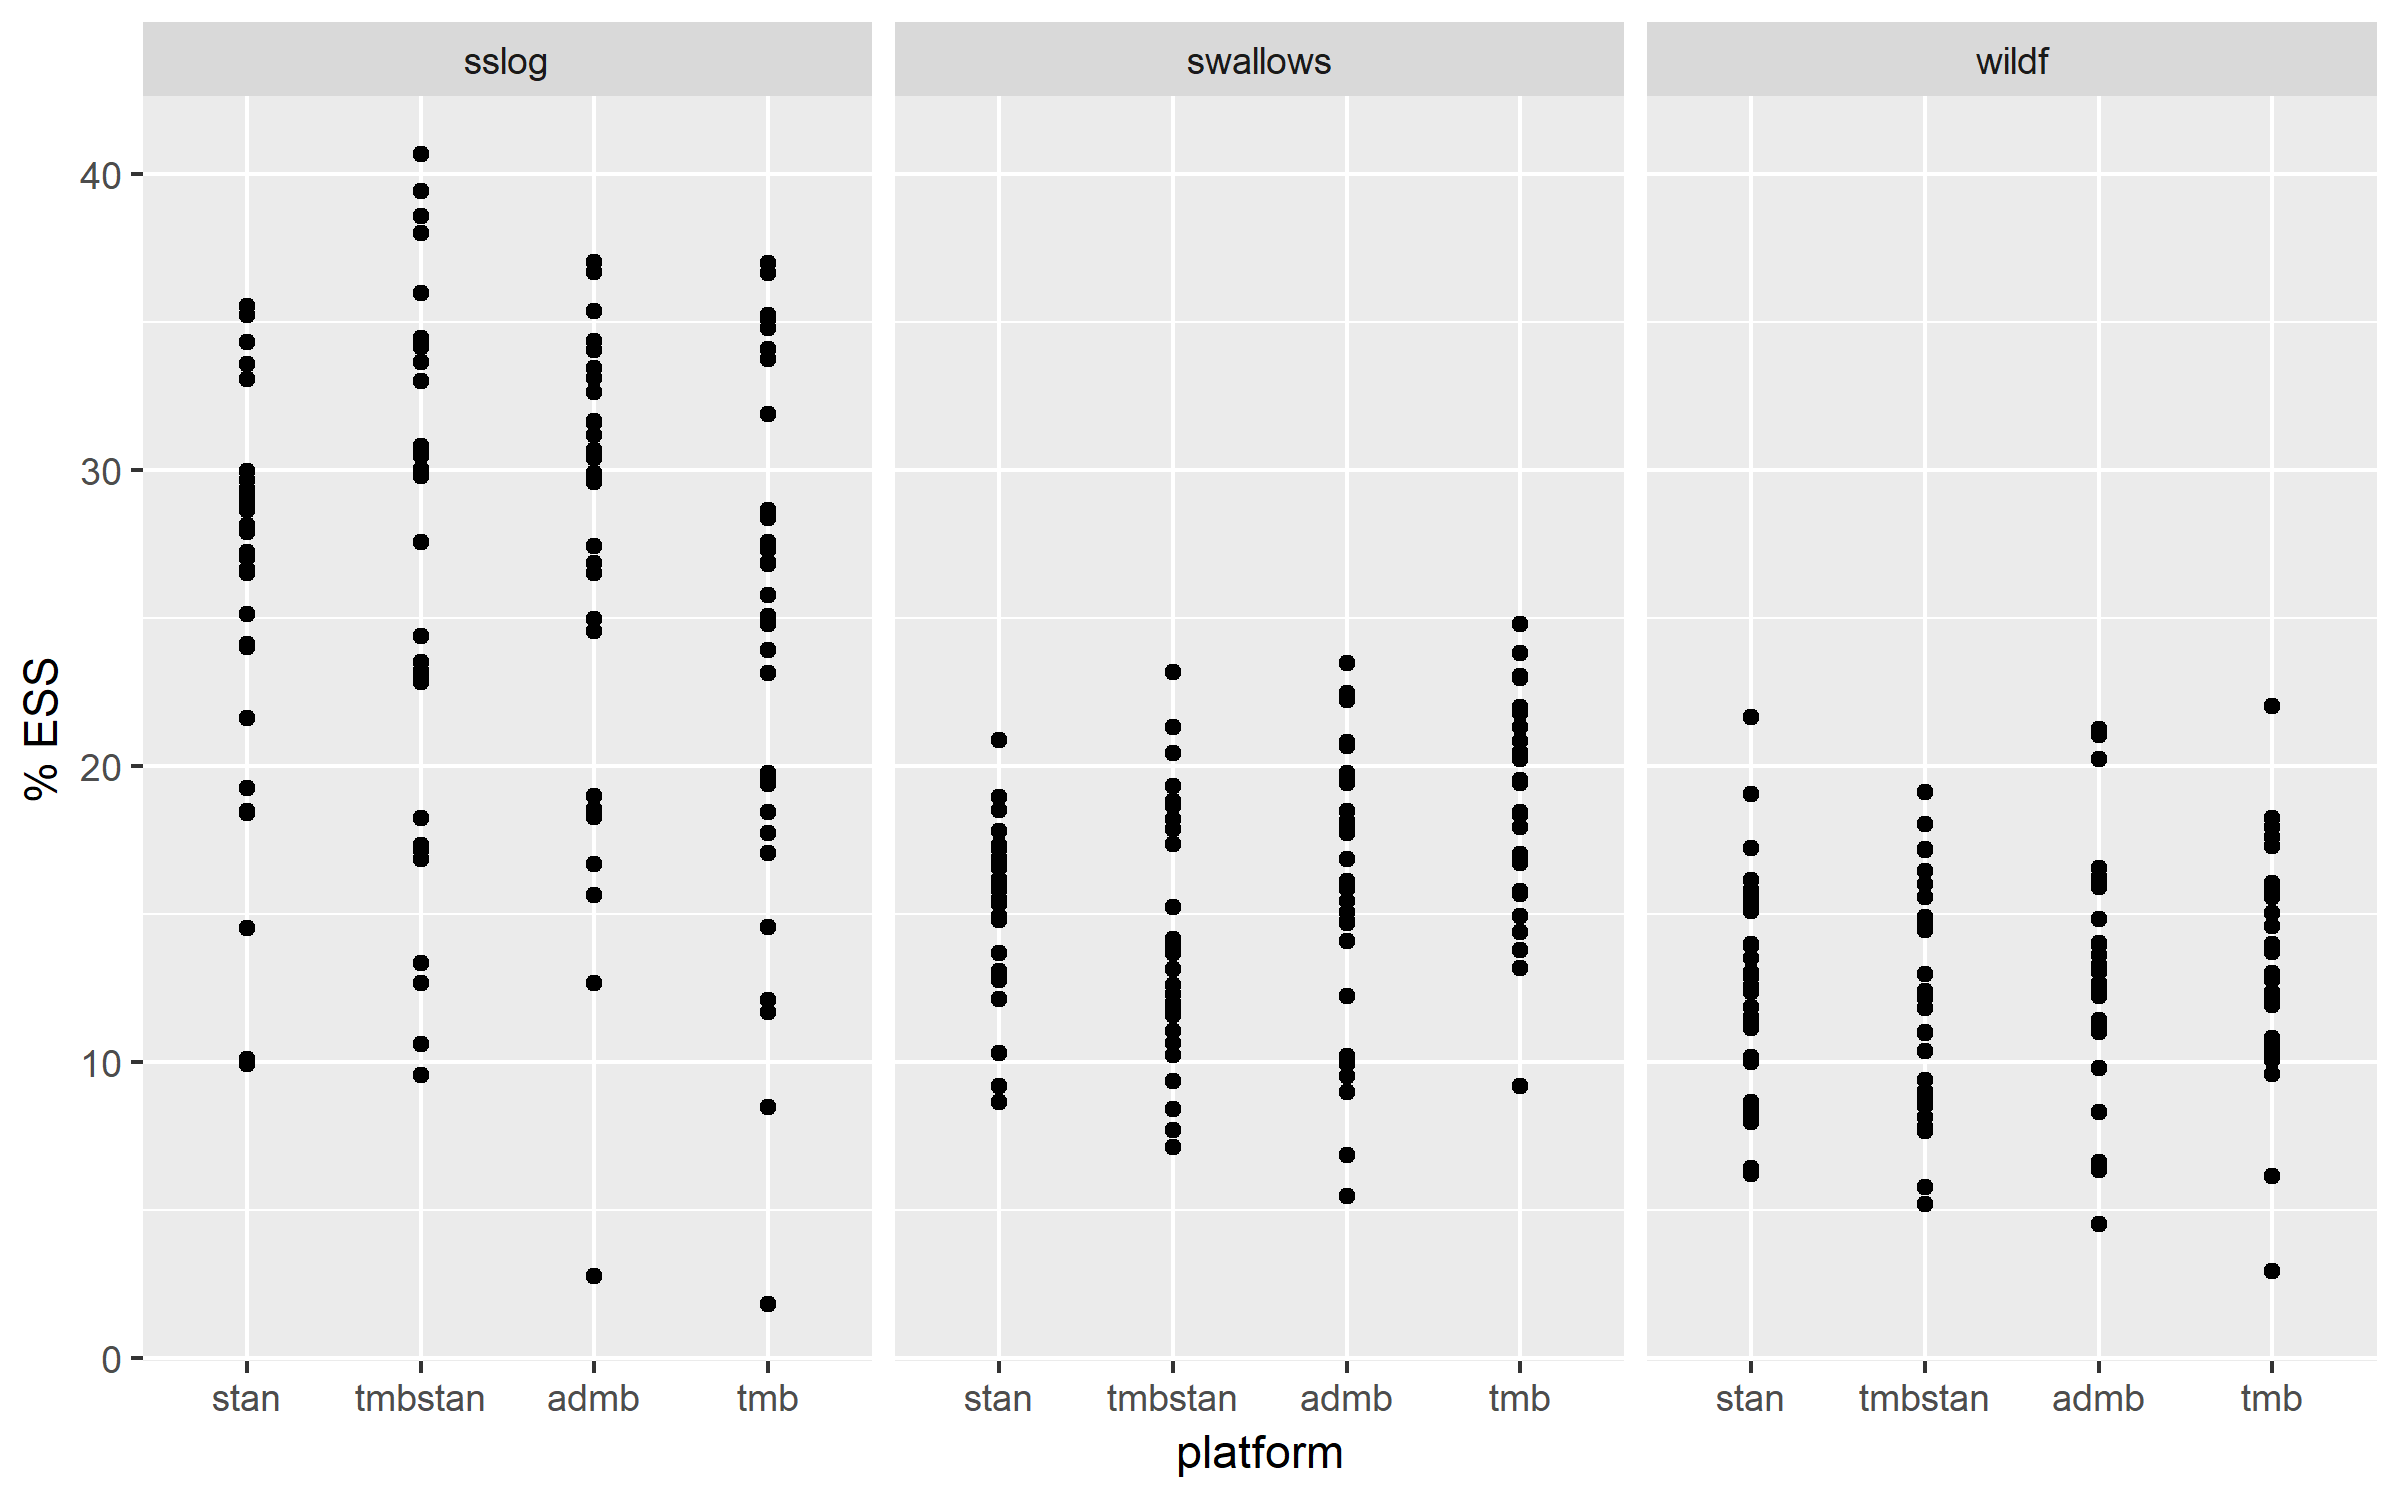 sslog swallows wildf
% ESS
40
30
20
10
0
stan tmbstan admb tmb stan tmbstan admb tmb stan tmbstan admb tmb
platform